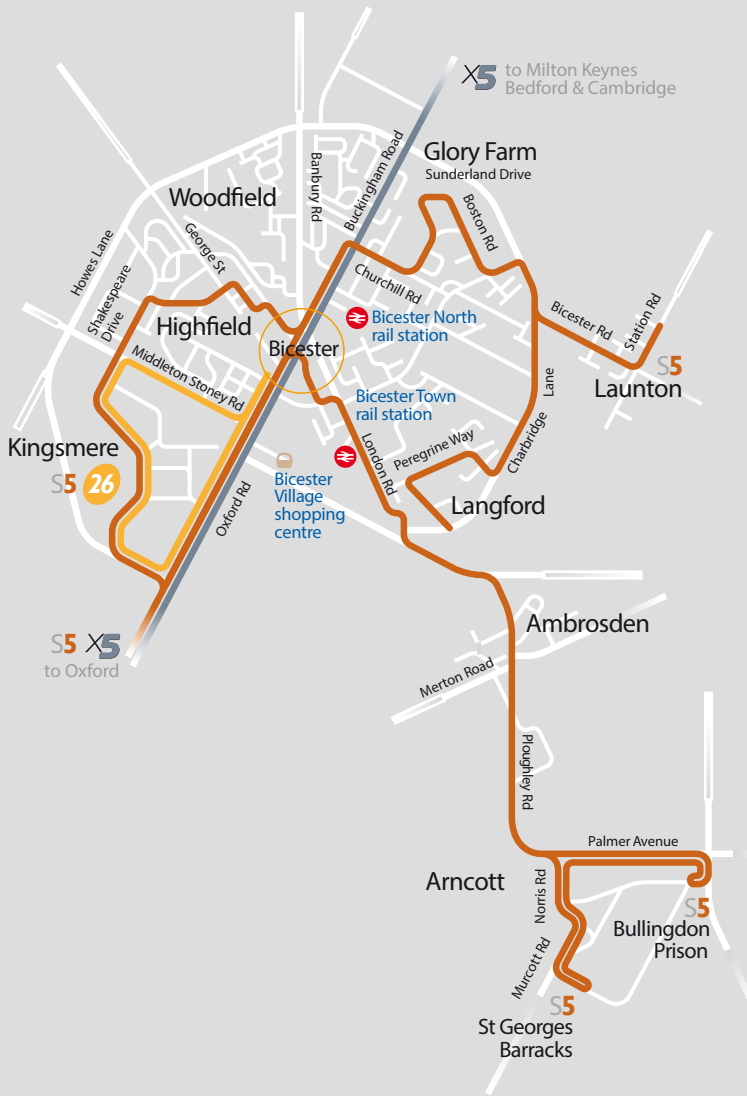 X5 to Milton Keynes
Bedford & Cambridge
Glory Farm
Sunderland Drive
Buckingham Road
Banbury Rd
Woodfield
Boston Rd
George St
Howes Lane
Churchill Rd
Shakespeare
Drive
Highfield
Bicester North
rail station
Bicester Rd
Station Rd
Bicester
S5
Launton
Middleton Stoney Rd
Bicester Town
rail station
Charbridge Lane
Kingsmere
S5 26
London Rd
Peregrine Way
Oxford Rd
Bicester
Village
shopping
centre
Langford
S5 X5
to Oxford
Ambrosden
Merton Road
Ploughley Rd
Palmer Avenue
Arncott
Norris Rd
S5
Bullingdon
Prison
Murcott Rd
S5
St Georges
Barracks